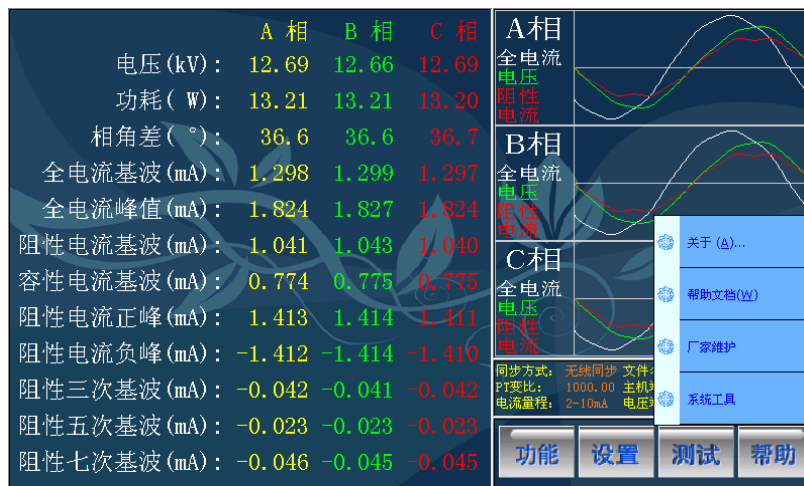 A 相 B 相 C 相
电压(kV): 12.69 12.66 12.69
功耗( W): 13.21 13.21 13.20
相角差( °): 36.6 36.6 36.7
全电流基波(mA): 1.298 1.299 1.297
全电流峰值(mA): 1.824 1.827 1.824
阻性电流基波(mA): 1.041 1.043 1.040
容性电流基波(mA): 0.774 0.775 0.775
阻性电流正峰(mA): 1.413 1.414 1.411
阻性电流负峰(mA): -1.412 -1.414 -1.410
阻性三次基波(mA): -0.042 -0.041 -0.042
阻性五次基波(mA): -0.023 -0.023 -0.023
阻性七次基波(mA): -0.046 -0.045 -0.045
A相
全电流
电压
阻性
电流
B相
全电流
电压
阻性
电流
C相
全电流
电压
阻性
电流
同步方式: 无线同步 文件
PT变比: 1000.00 主机
电流量程: 2-10mA 电压
关于 (A)...
帮助文档(W)
厂家维护
系统工具
功能 设置 测试 帮助